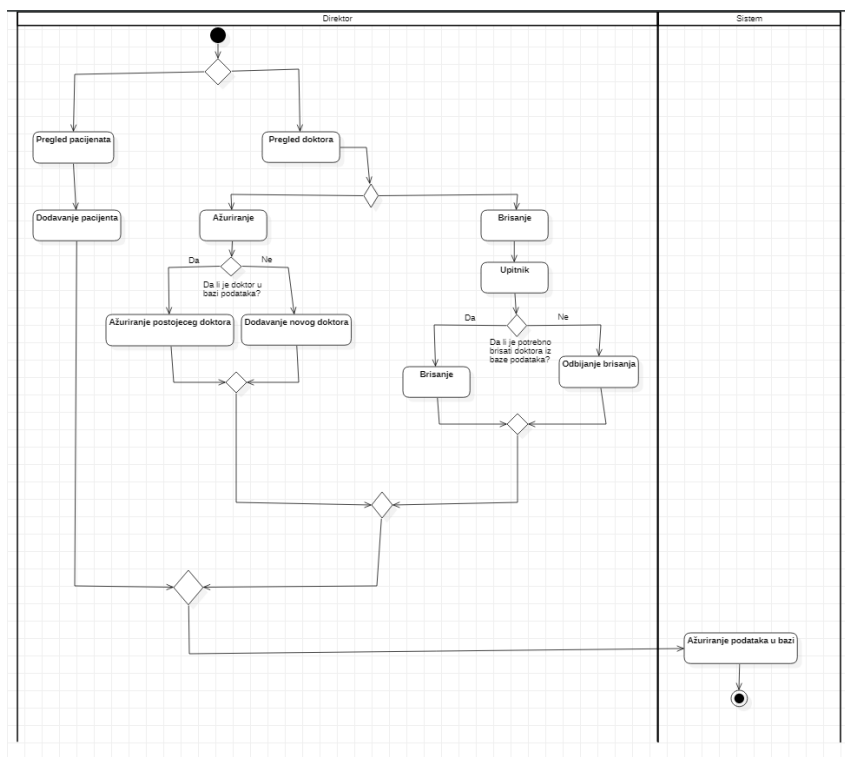 Direktor
Sistem
Pregled pacijenata
Pregled doktora
Dodavanje pacijenta
Ažuriranje
Brisanje
Da
Ne
Da li je doktor u
bazi podataka?
Upitnik
Ažuriranje postojeceg doktora
Dodavanje novog doktora
Da
Ne
Da li je potrebno
brisati doktora iz
baze podataka?
Brisanje
Odbijanje brisanja
Ažuriranje podataka u bazi